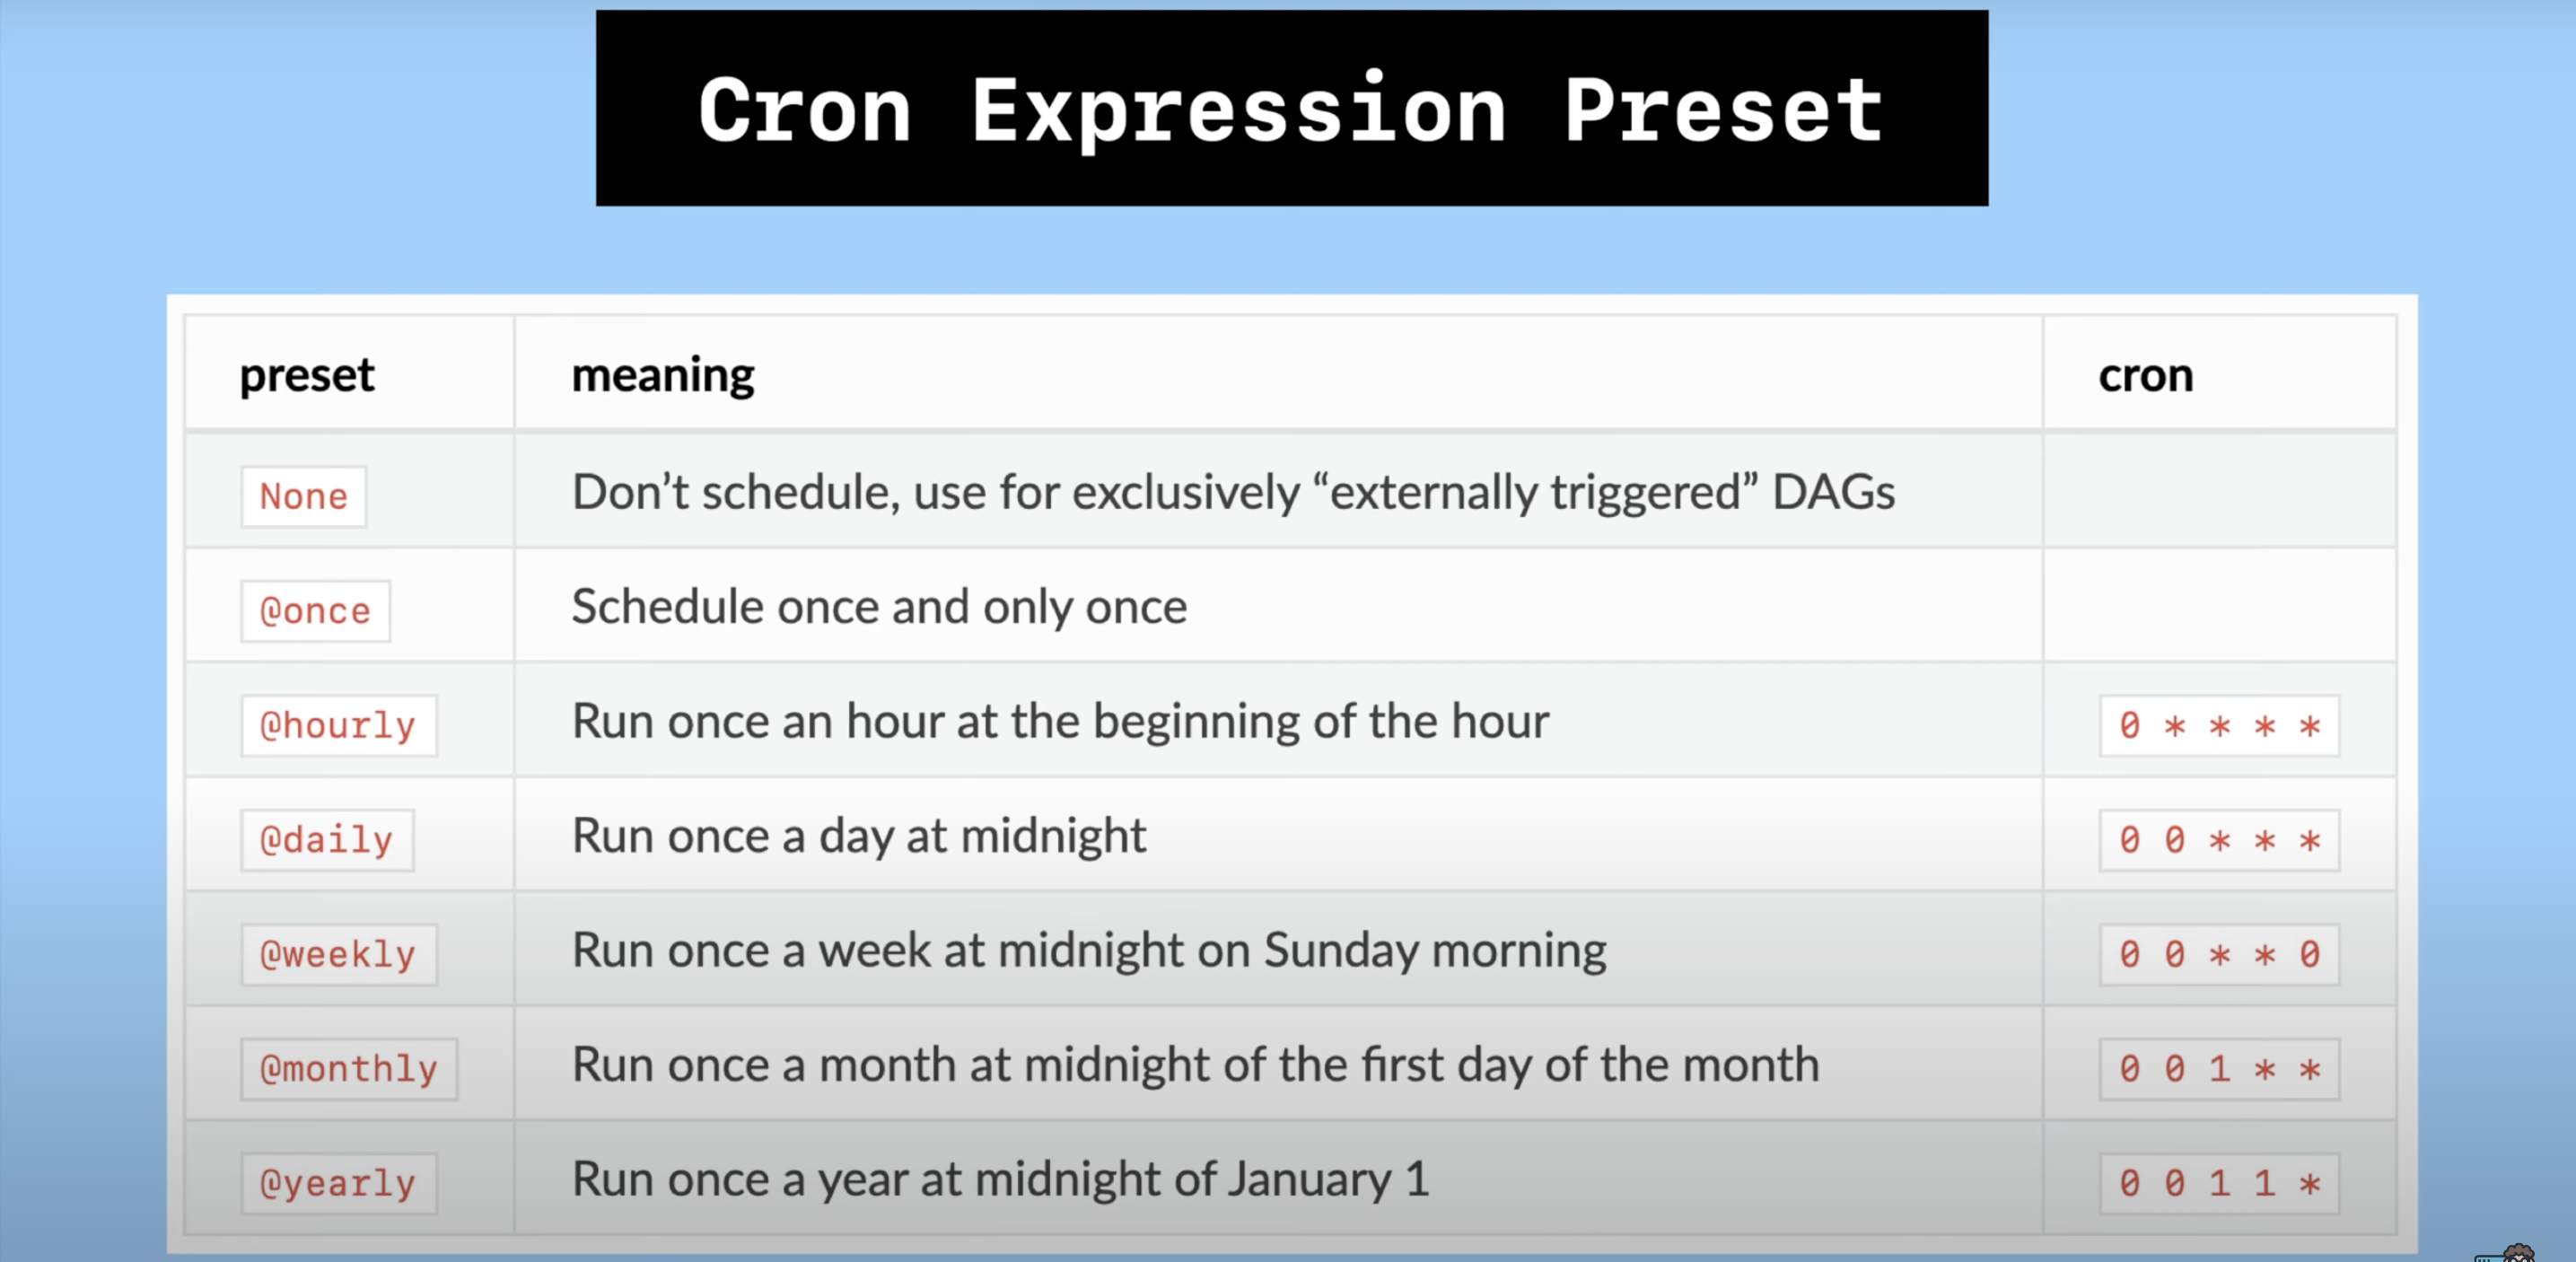 Cron Expression Preset
preset meaning cron
None Don’t schedule, use for exclusively “externally triggered” DAGs
@once Schedule once and only once
@hourly Run once an hour at the beginning of the hour 0 * * * *
@daily Run once a day at midnight 0 0 * * *
@weekly Run once a week at midnight on Sunday morning 0 0 * * 0
@monthly Run once a month at midnight of the first day of the month 0 0 1 * *
@yearly Run once a year at midnight of January 1 0 0 1 1 *